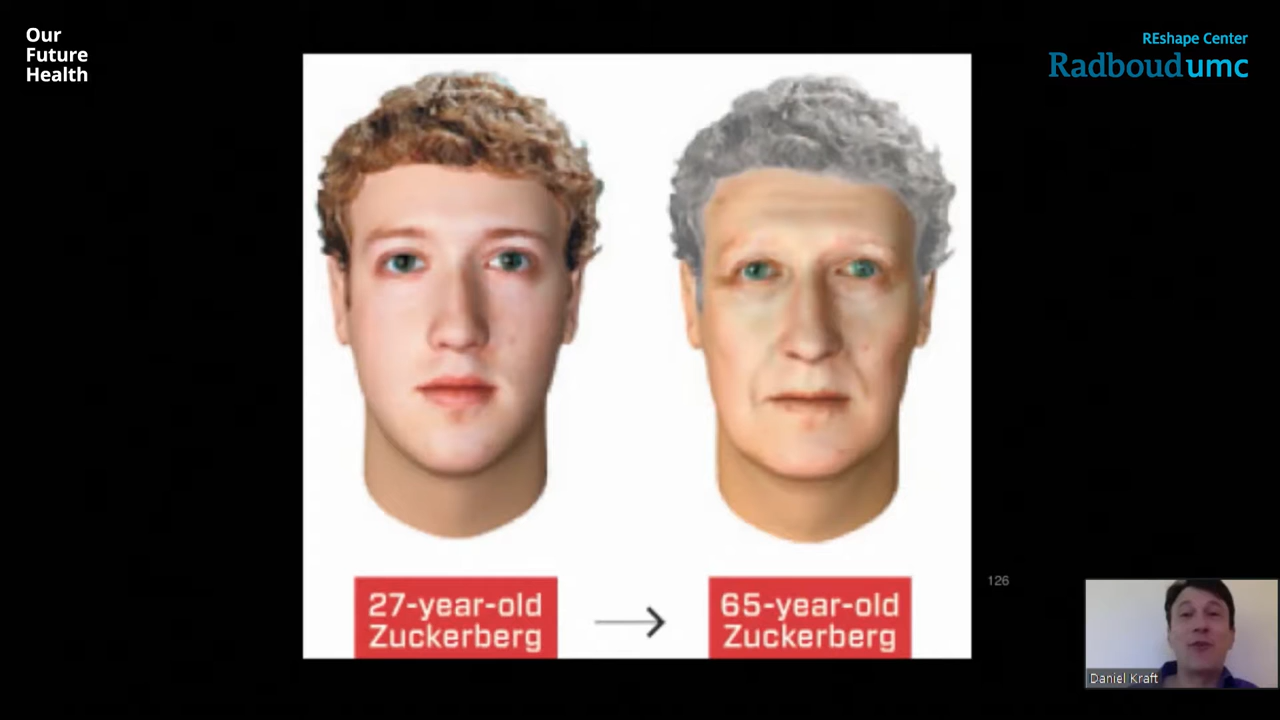 Our
Future
Health
REshape Center
Radboudumc
27-year-old
Zuckerberg
65-year-old
Zuckerberg
126
Daniel Kraft